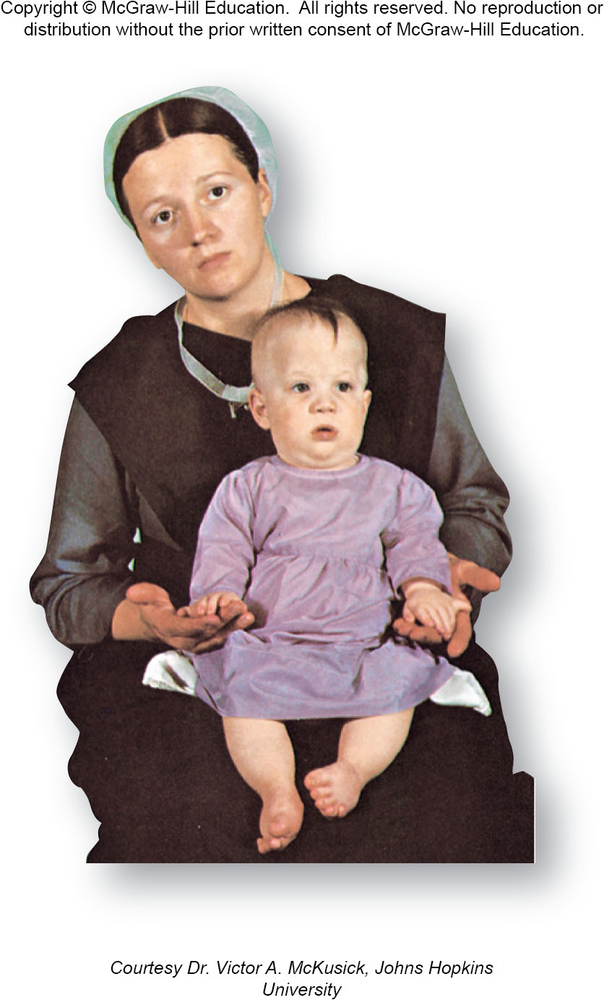 Copyright © McGraw-Hill Education.  All rights reserved. No reproduction or
distribution without the prior written consent of McGraw-Hill Education.
Courtesy Dr. Victor A. McKusick, Johns Hopkins
University